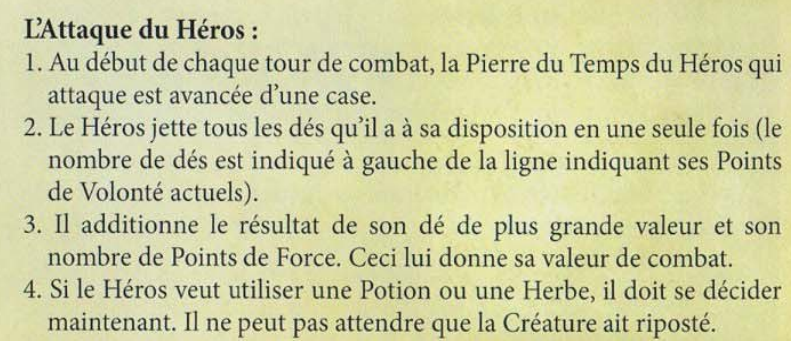 L'Attaque du Héros :
1. Au début de chaque tour de combat, la Pierre du Temps du Héros qui
attaque est avancée d'une case.
2. Le Héros jette tous les dés qu'il a à sa disposition en une seule fois (le
nombre de dés est indiqué à gauche de la ligne indiquant ses Points
de Volonté actuels).
3. Il additionne le résultat de son dé de plus grande valeur et son
nombre de Points de Force. Ceci lui donne sa valeur de combat.
4. Si le Héros veut utiliser une Potion ou une Herbe, il doit se décider
maintenant. Il ne peut pas attendre que la Créature ait riposté.